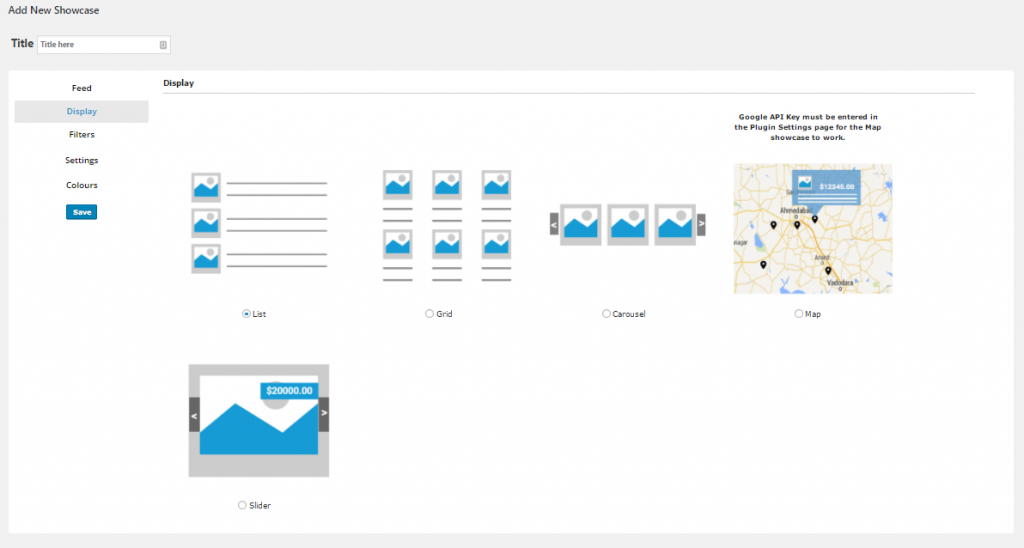 Add New Showcase
Title
Title here
Feed
Display
Filters
Settings
Colours
Save
Display
Google API Key must be entered in
the Plugin Settings page for the Map
showcase to work.
<
>
$12345.00
Ahmedabad
nagar
Anand
Vadodara
List
Grid
Carousel
Map
$20000.00
<
>
Slider